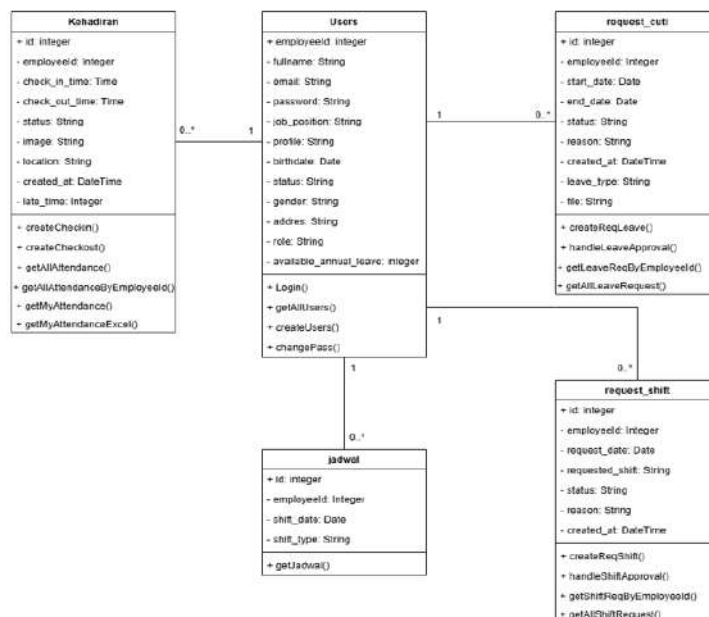 Kehadiran
+ id: integer
- employeeId: Integer
- check_in_time: Time
- check_out_time: Time
- status: String
- image: String
- location: String
- created_at: DateTime
- late_time: Integer
+ createCheckin()
+ createCheckout()
+ getAllAttendance()
+ getAllAttendanceByEmployeeId()
+ getMyAttendance()
+ getMyAttendanceExcel()
0..*
1
Users
+ employeeId: integer
- fullname: String
- email: String
- password: String
- job_position: String
- profile: String
- birthdate: Date
- status: String
- gender: String
- addres: String
- role: String
- available_annual_leave: integer
+ Login()
+ getAllUsers()
+ createUsers()
+ changePass()
1
0..*
request_cuti
+ id: integer
- employeeId: Integer
- start_date: Date
- end_date: Date
- status: String
- reason: String
- created_at: DateTime
- leave_type: String
- file: String
+ createReqLeave()
+ handleLeaveApproval()
+ getLeaveReqByEmployeeId()
+ getAllLeaveRequest()
1
0..*
1
0..*
jadwal
+ id: integer
- employeeId: Integer
- shift_date: Date
- shift_type: String
+ getJadwal()
request_shift
+ id: integer
- employeeId: Integer
- request_date: Date
- requested_shift: String
- status: String
- reason: String
- created_at: DateTime
+ createReqShift()
+ handleShiftApproval()
+ getShiftReqByEmployeeId()
+ getAllShiftRequest()